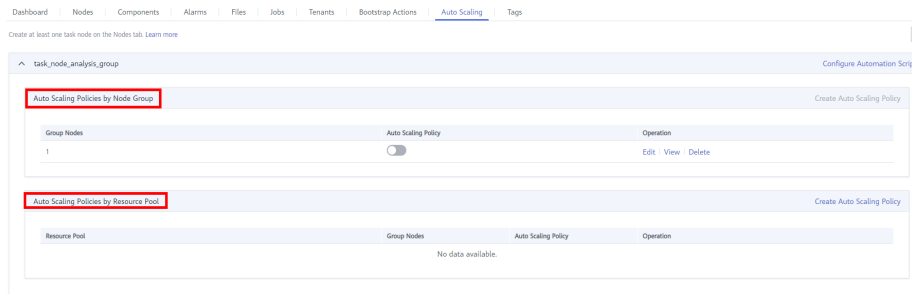 Dashboard Nodes Components Alarms Files Jobs Tenants Bootstrap Actions Auto Scaling Tags
Create at least one task node on the Nodes tab. Learn more
task_node_analysis_group Configure Automation Scrip
Auto Scaling Policies by Node Group Create Auto Scaling Policy
Group Nodes Auto Scaling Policy Operation
1 Edit View Delete
Auto Scaling Policies by Resource Pool Create Auto Scaling Policy
Resource Pool Group Nodes Auto Scaling Policy Operation
No data available.